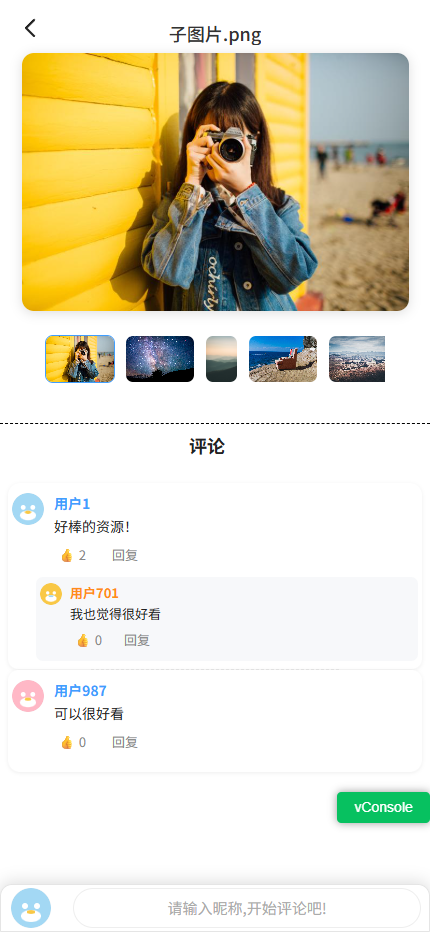 子图片.png
评论
用户1
好棒的资源！
2 回复
用户701
我也觉得很好看
0 回复
用户987
可以很好看
0 回复
vConsole
请输入昵称,开始评论吧!